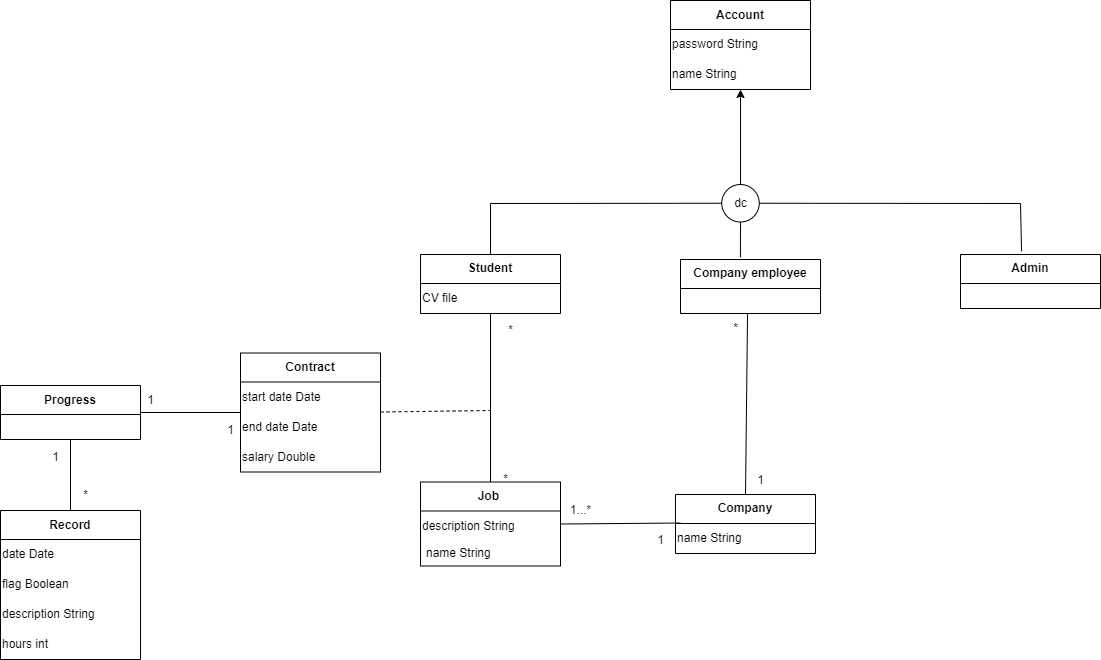 Account
password String
name String
dc
Student
CV file
Company employee
Admin
*
*
Contract
start date Date
end date Date
salary Double
Progress
1
1
1
*
Record
date Date
flag Boolean
description String
hours int
*
Job
description String
name String
1...*
1
1
Company
name String